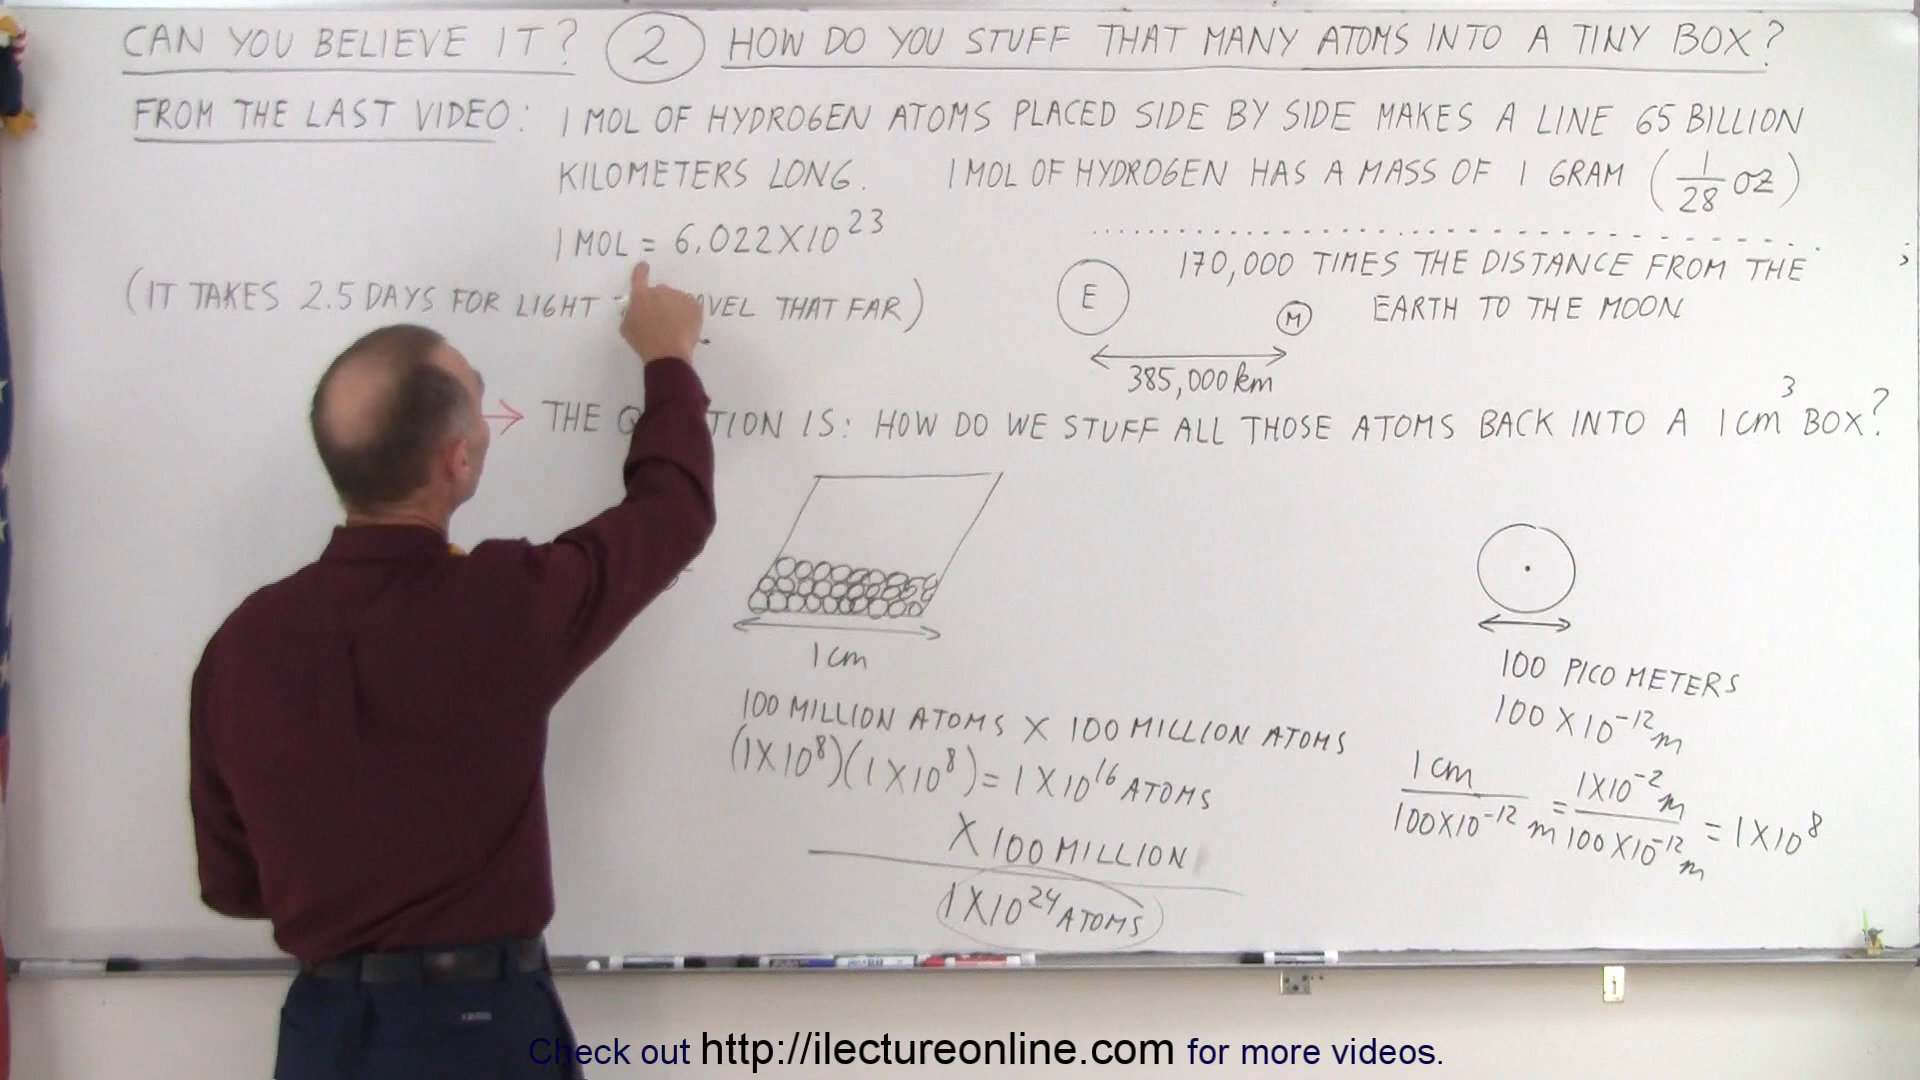 CAN YOU BELIEVE IT? 2 HOW DO YOU STUFF THAT MANY ATOMS INTO A TINY BOX?
FROM THE LAST VIDEO: 1 MOL OF HYDROGEN ATOMS PLACED SIDE BY SIDE MAKES A LINE 65 BILLION
KILOMETERS LONG. 1 MOL OF HYDROGEN HAS A MASS OF 1 GRAM (1/28 OZ)
1 MOL = 6.022X10^23
170,000 TIMES THE DISTANCE FROM THE
(IT TAKES 2.5 DAYS FOR LIGHT VEL THAT FAR) E M EARTH TO THE MOON
385,000 km
→ THE Q TION IS: HOW DO WE STUFF ALL THOSE ATOMS BACK INTO A 1 cm^3 BOX?
1 cm
100 MILLION ATOMS X 100 MILLION ATOMS
(1X10^8)(1X10^8) = 1X10^16 ATOMS
X 100 MILLION
1X10^24 ATOMS
100 PICO METERS
100 X 10^-12 m
1 cm / 100X10^-12 m = 1X10^-2 m / 100X10^-12 m = 1X10^8
Check out http://ilectureonline.com for more videos.